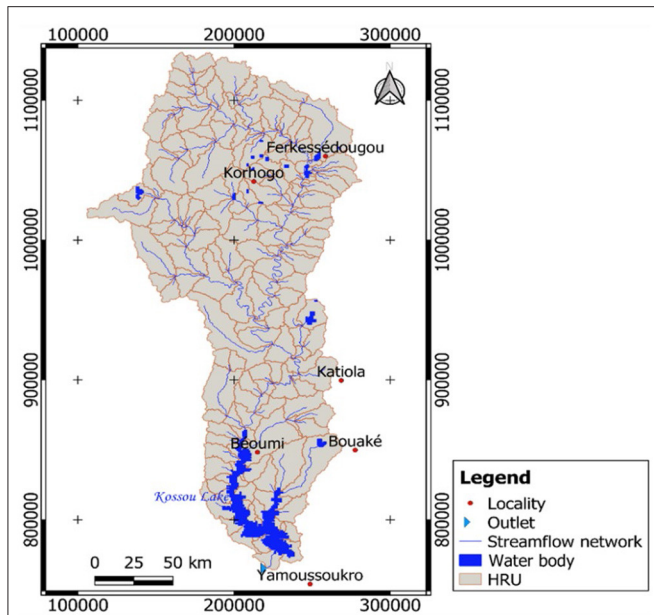 100000 200000 300000
N
1100000 1100000
Ferkessédougou
Korhogo
1000000 1000000
900000 900000
Katiola
Béoumi Bouaké
Kossou Lake
800000 800000
0 25 50 km
Yamoussoukro
100000 200000 300000
Legend
Locality
Outlet
Streamflow network
Water body
HRU